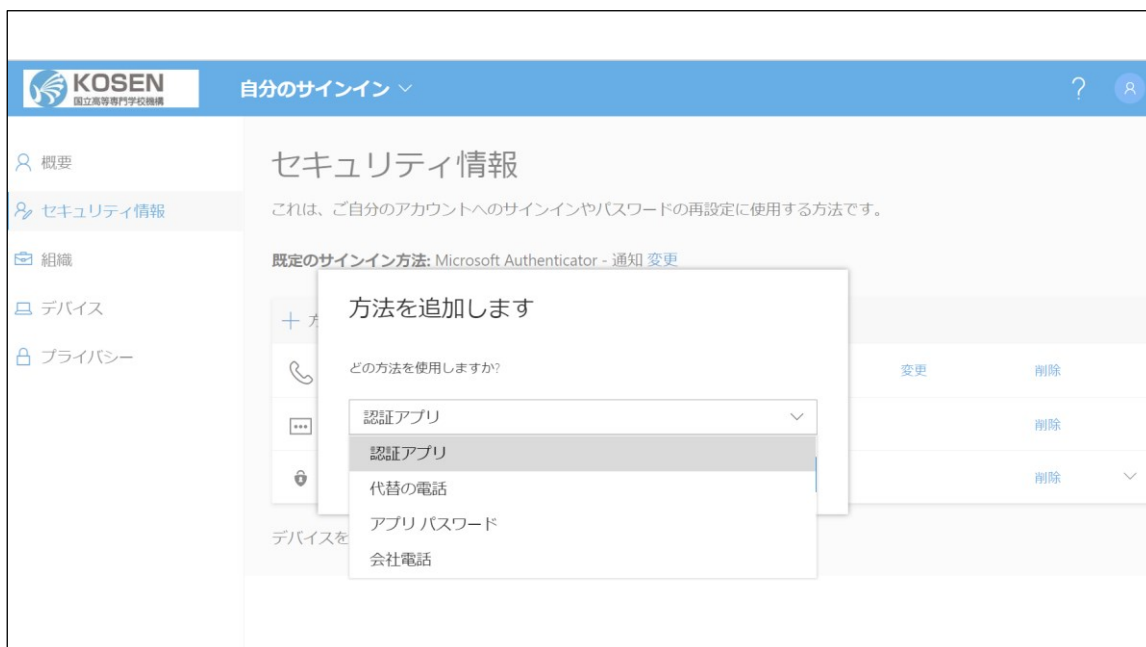 KOSEN
国立高等専門学校機構
自分のサインイン
?
概要
セキュリティ情報
組織
デバイス
プライバシー
セキュリティ情報
これは、ご自分のアカウントへのサインインやパスワードの再設定に使用する方法です。
既定のサインイン方法: Microsoft Authenticator - 通知 変更
方法を追加します
どの方法を使用しますか?
認証アプリ
認証アプリ
代替の電話
アプリ パスワード
会社電話
変更 削除
削除
削除
デバイスを